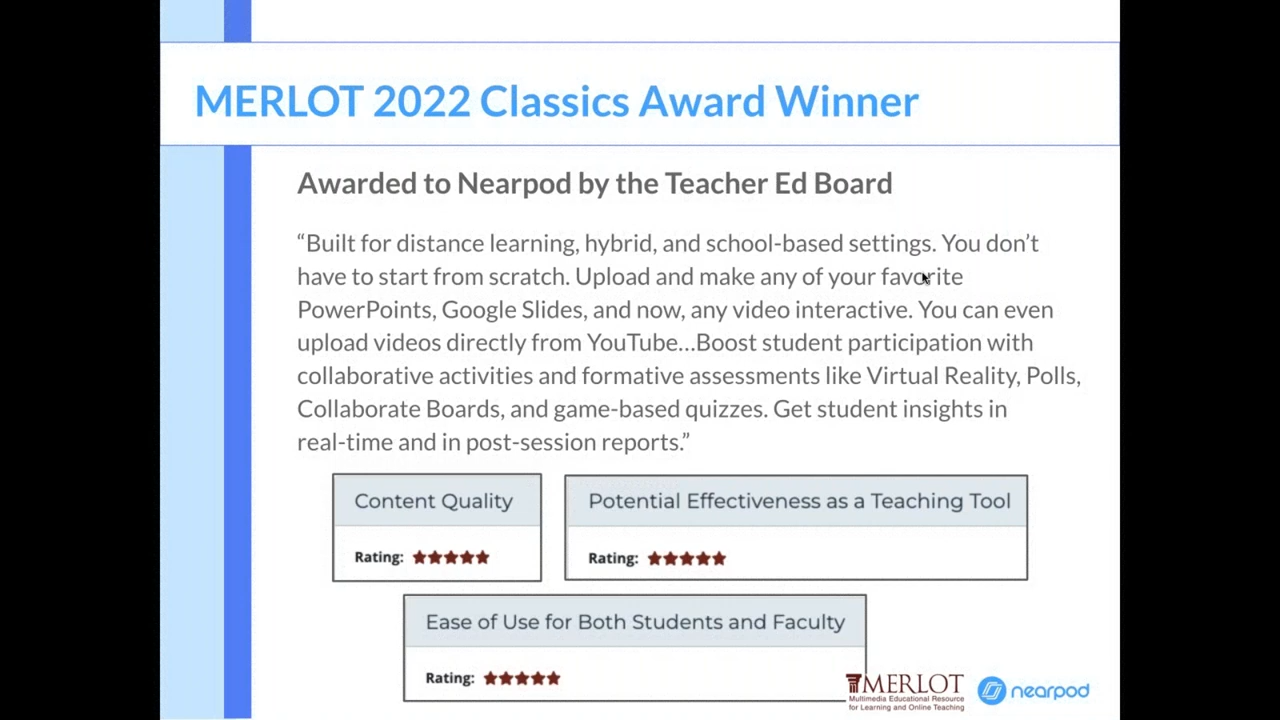 MERLOT 2022 Classics Award Winner
Awarded to Nearpod by the Teacher Ed Board
“Built for distance learning, hybrid, and school-based settings. You don’t
have to start from scratch. Upload and make any of your favorite
PowerPoints, Google Slides, and now, any video interactive. You can even
upload videos directly from YouTube...Boost student participation with
collaborative activities and formative assessments like Virtual Reality, Polls,
Collaborate Boards, and game-based quizzes. Get student insights in
real-time and in post-session reports.”
Content Quality
Rating: ★★★★★
Potential Effectiveness as a Teaching Tool
Rating: ★★★★★
Ease of Use for Both Students and Faculty
Rating: ★★★★★
MERLOT
Multimedia Educational Resource
for Learning and Online Teaching
nearpod